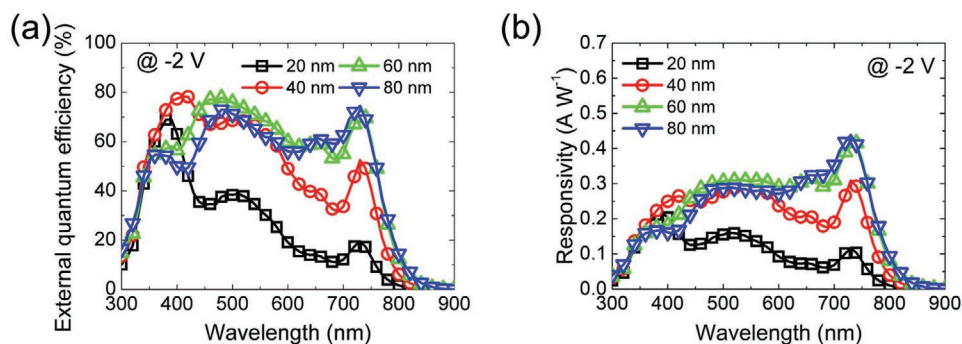 (a)
External quantum efficiency (%)
100
80
60
40
20
0
@ -2 V
20 nm
60 nm
40 nm
80 nm
300 400 500 600 700 800 900
Wavelength (nm)
(b)
Responsivity (A W⁻¹)
0.7
0.6
0.5
0.4
0.3
0.2
0.1
0.0
@ -2 V
20 nm
40 nm
60 nm
80 nm
300 400 500 600 700 800 900
Wavelength (nm)